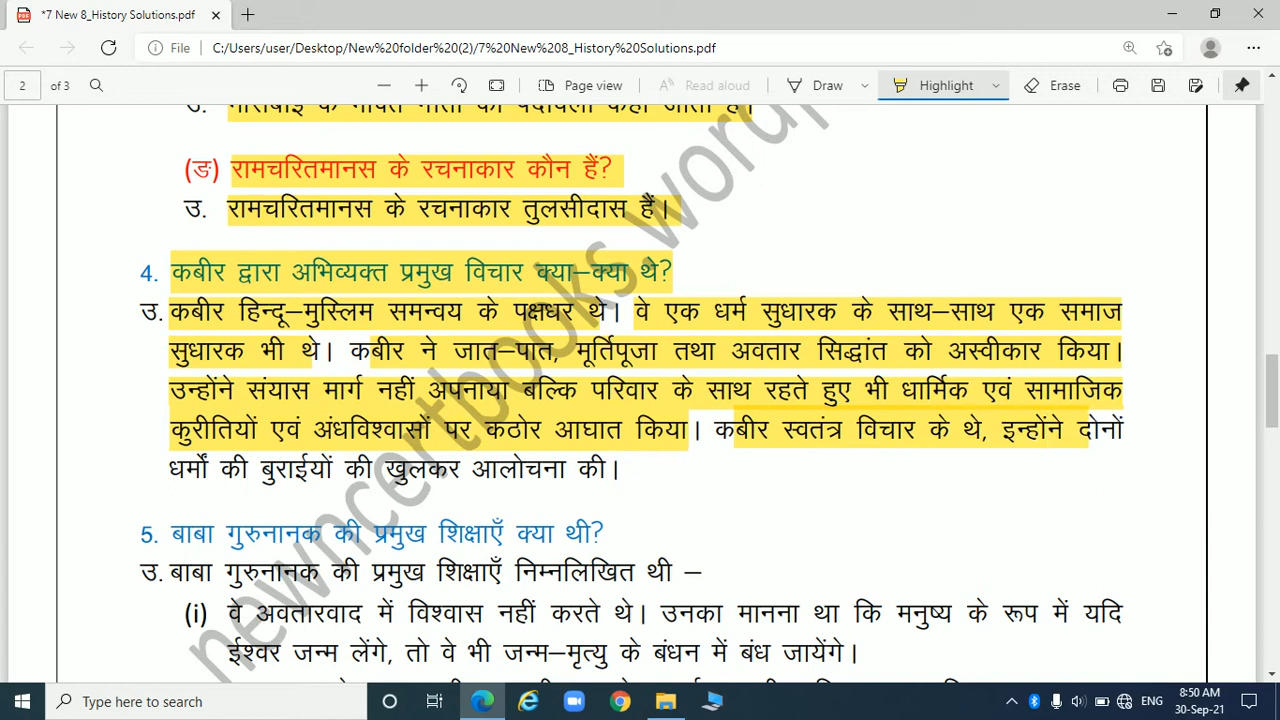 *7 New 8_History Solutions.pdf
File C:/Users/user/Desktop/New%20folder%20(2)/7%20New%208_History%20Solutions.pdf
2 of 3 Page view Read aloud Draw Highlight Erase
उ. मीराबाई के भक्ति गीतों को पदावली कहा जाता है।
(ङ) रामचरितमानस के रचनाकार कौन हैं?
उ. रामचरितमानस के रचनाकार तुलसीदास हैं।
4. कबीर द्वारा अभिव्यक्त प्रमुख विचार क्या–क्या थे?
उ. कबीर हिन्दू–मुस्लिम समन्वय के पक्षधर थे। वे एक धर्म सुधारक के साथ–साथ एक समाज
सुधारक भी थे। कबीर ने जात–पात, मूर्तिपूजा तथा अवतार सिद्धांत को अस्वीकार किया।
उन्होंने संयास मार्ग नहीं अपनाया बल्कि परिवार के साथ रहते हुए भी धार्मिक एवं सामाजिक
कुरीतियों एवं अंधविश्वासों पर कठोर आघात किया। कबीर स्वतंत्र विचार के थे, इन्होंने दोनों
धर्मों की बुराईयों की खुलकर आलोचना की।
5. बाबा गुरुनानक की प्रमुख शिक्षाएँ क्या थी?
उ. बाबा गुरुनानक की प्रमुख शिक्षाएँ निम्नलिखित थी –
(i) वे अवतारवाद में विश्वास नहीं करते थे। उनका मानना था कि मनुष्य के रूप में यदि
ईश्वर जन्म लेंगे, तो वे भी जन्म–मृत्यु के बंधन में बंध जायेंगे।
newncertbooks.wordp
Type here to search
ENG
8:50 AM
30-Sep-21